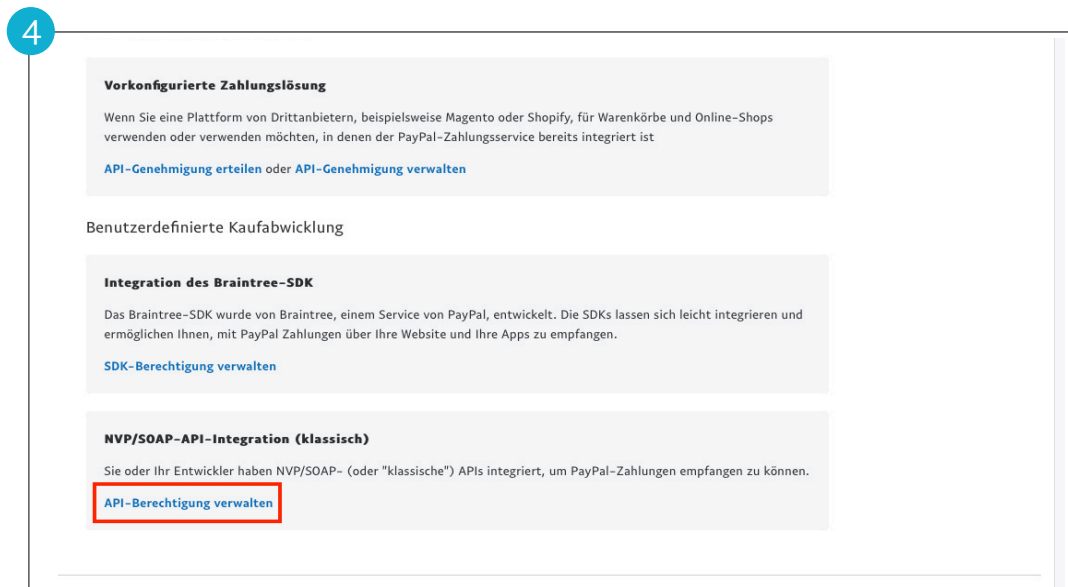 4
Vorkonfigurierte Zahlungslösung
Wenn Sie eine Plattform von Drittanbietern, beispielsweise Magento oder Shopify, für Warenkörbe und Online-Shops
verwenden oder verwenden möchten, in denen der PayPal-Zahlungsservice bereits integriert ist
API-Genehmigung erteilen oder API-Genehmigung verwalten
Benutzerdefinierte Kaufabwicklung
Integration des Braintree-SDK
Das Braintree-SDK wurde von Braintree, einem Service von PayPal, entwickelt. Die SDKs lassen sich leicht integrieren und
ermöglichen Ihnen, mit PayPal Zahlungen über Ihre Website und Ihre Apps zu empfangen.
SDK-Berechtigung verwalten
NVP/SOAP-API-Integration (klassisch)
Sie oder Ihr Entwickler haben NVP/SOAP- (oder "klassische") APIs integriert, um PayPal-Zahlungen empfangen zu können.
API-Berechtigung verwalten